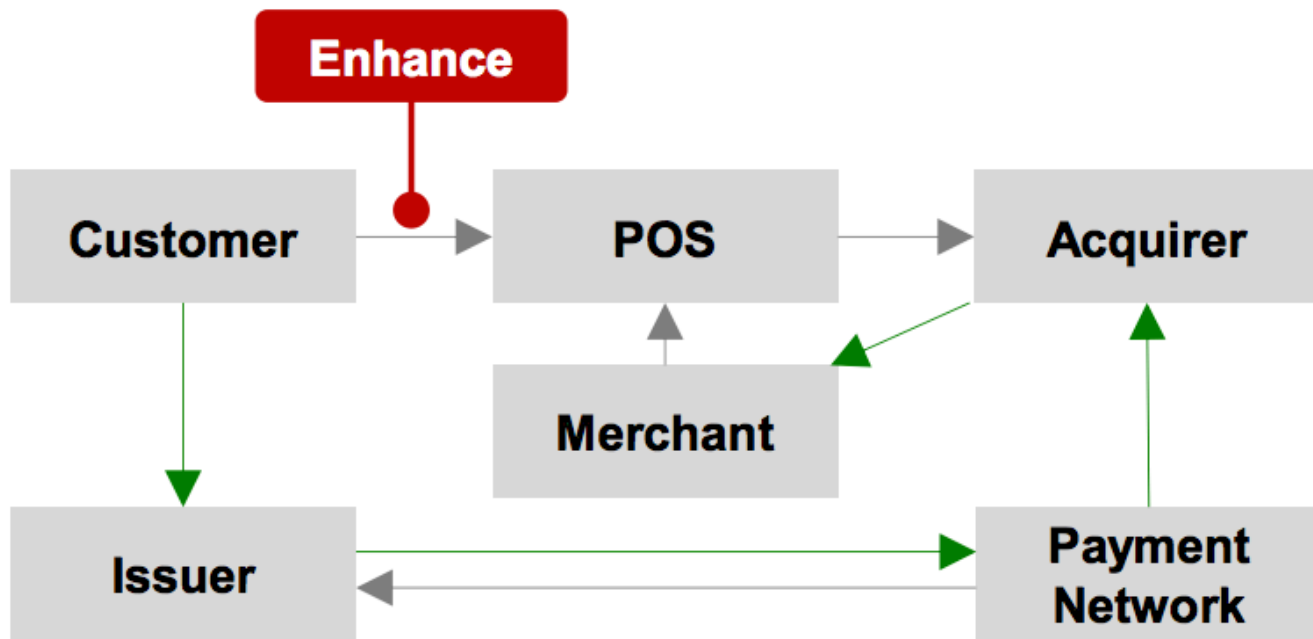 Enhance
Customer
POS
Acquirer
Merchant
Issuer
Payment
Network